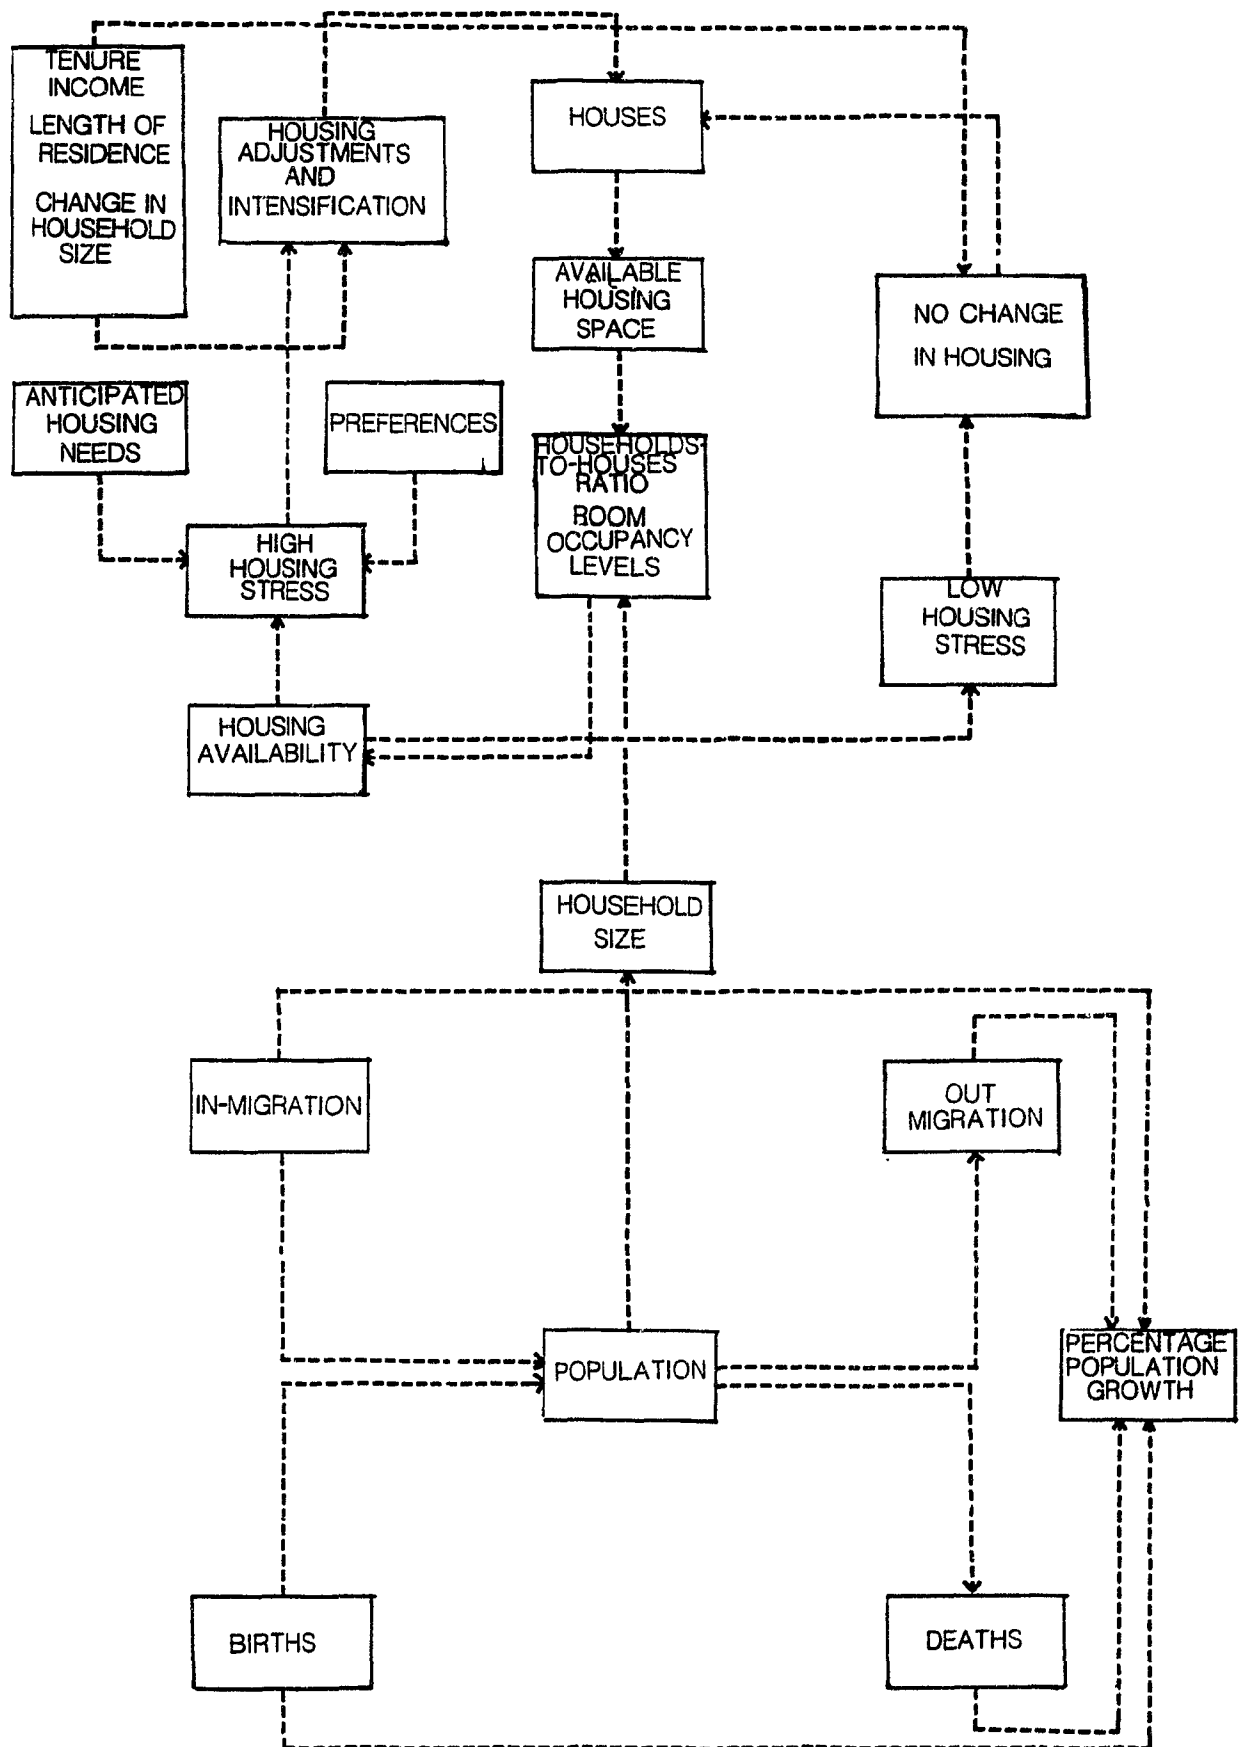 TENURE
INCOME
LENGTH OF
RESIDENCE
CHANGE IN
HOUSEHOLD
SIZE
HOUSING
ADJUSTMENTS
AND
INTENSIFICATION
HOUSES
AVAILABLE
HOUSING
SPACE
NO CHANGE
IN HOUSING
ANTICIPATED
HOUSING
NEEDS
PREFERENCES
HOUSEHOLDS-
TO-HOUSES
RATIO
ROOM
OCCUPANCY
LEVELS
HIGH
HOUSING
STRESS
LOW
HOUSING
STRESS
HOUSING
AVAILABILITY
HOUSEHOLD
SIZE
IN-MIGRATION
OUT
MIGRATION
POPULATION
PERCENTAGE
POPULATION
GROWTH
BIRTHS
DEATHS